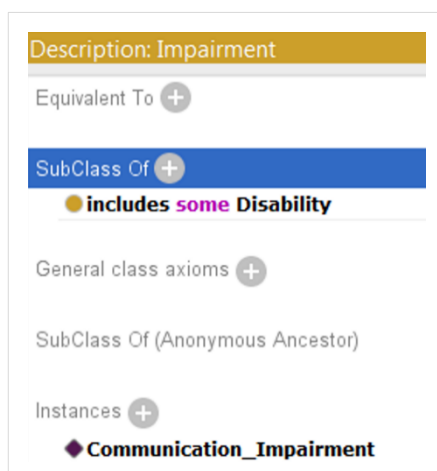 Description: Impairment
Equivalent To
SubClass Of
includes some Disability
General class axioms
SubClass Of (Anonymous Ancestor)
Instances
Communication_Impairment